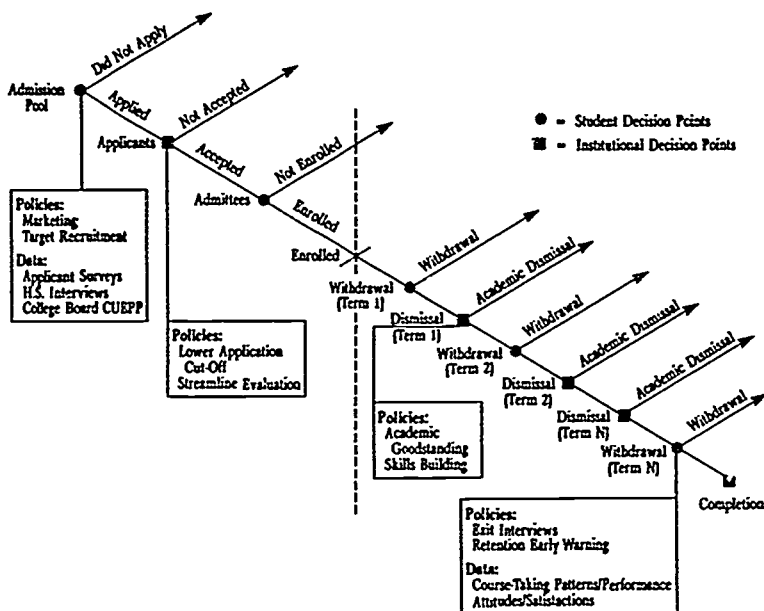 Did Not Apply
Admission
Pool
Applied
Not Accepted
Applicants
Accepted
Not Enrolled
Admittees
Enrolled
Enrolled
● = Student Decision Points
■ = Institutional Decision Points
Policies:
Marketing
Target Recruitment
Data:
Applicant Surveys
H.S. Interviews
College Board CUEPP
Policies:
Lower Application
Cut-Off
Streamline Evaluation
Withdrawal
Withdrawal
(Term 1)
Academic Dismissal
Dismissal
(Term 1)
Withdrawal
Withdrawal
(Term 2)
Academic Dismissal
Dismissal
(Term 2)
Academic Dismissal
Dismissal
(Term N)
Withdrawal
Withdrawal
(Term N)
Completion
Policies:
Academic
Goodstanding
Skills Building
Policies:
Exit Interviews
Retention Early Warning
Data:
Course-Taking Patterns/Performance
Attitudes/Satisfactions